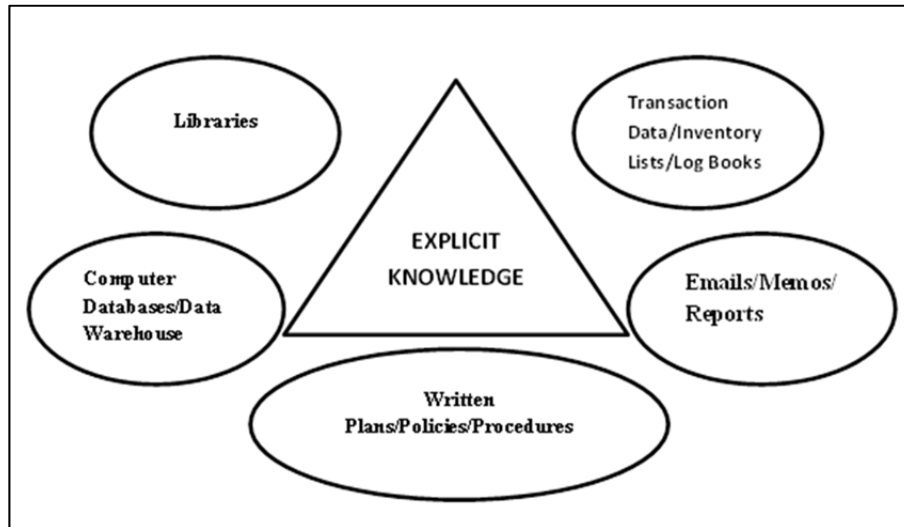 Libraries
Transaction
Data/Inventory
Lists/Log Books
EXPLICIT
KNOWLEDGE
Computer
Databases/Data
Warehouse
Emails/Memos/
Reports
Written
Plans/Policies/Procedures